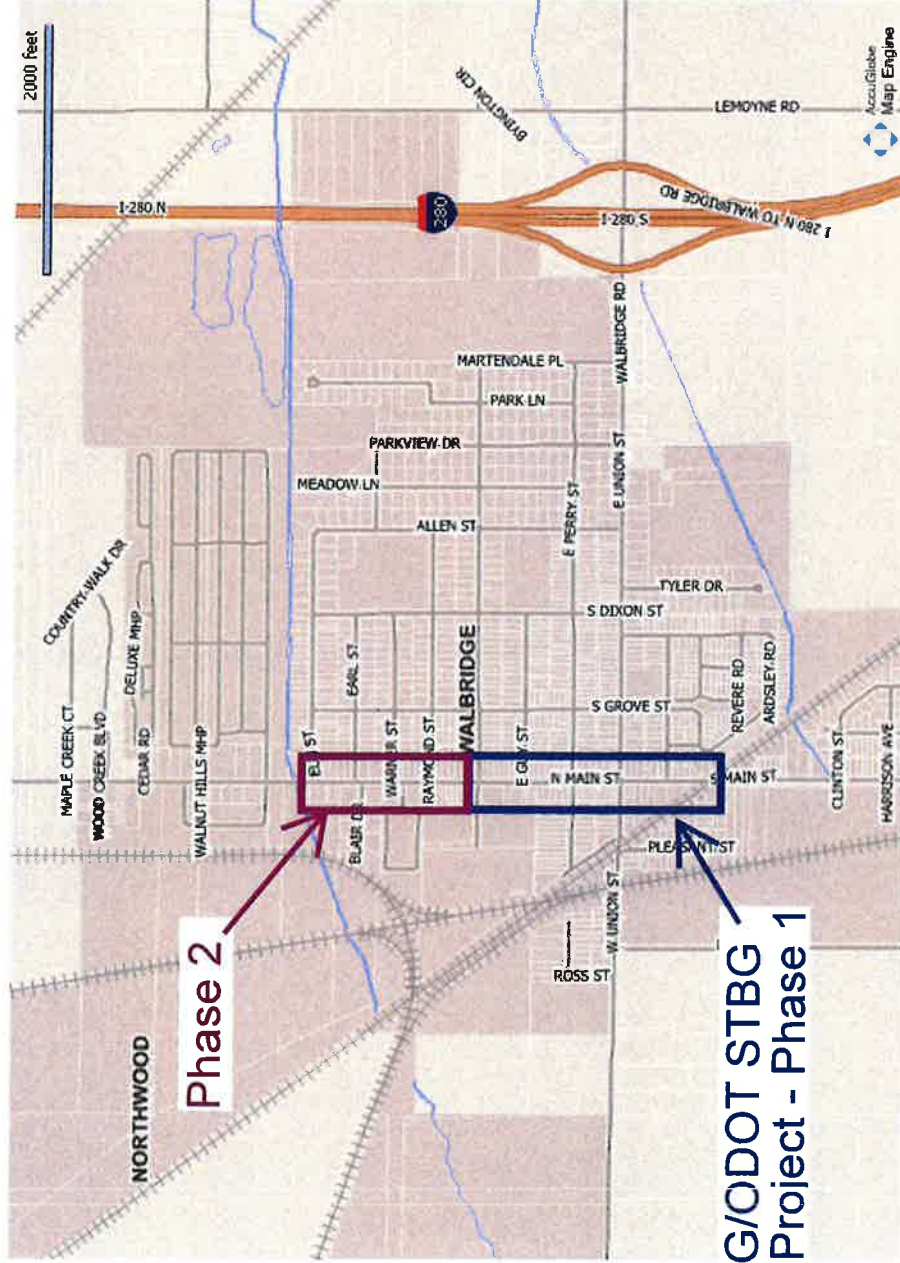 2000 feet
I-280 N
280
I-280 S
I 280 N TO WALBRIDGE RD
BYINGTON CIR
LEMOYNE RD
AccuGlobe
Map Engine
MARTENDALE PL
WALBRIDGE RD
PARK LN
PARKVIEW DR
MEADOW LN
ALLEN ST
E PERRY ST
E UNION ST
TYLER DR
S DIXON ST
COUNTRY WALK DR
DELUXE MHP
EARL ST
WALBRIDGE
S GROVE ST
REVERE RD
ARDSLEY RD
MAPLE CREEK CT
WOOD CREEK BLVD
CEDAR RD
WALNUT HILLS MHP
ST
BLAIR
WARNER ST
RAYMOND ST
E GUY ST
N MAIN ST
S MAIN ST
CLINTON ST
HARRISON AVE
PLEASANT ST
W UNION ST
ROSS ST
NORTHWOOD
Phase 2
G/ODOT STBG
Project - Phase 1